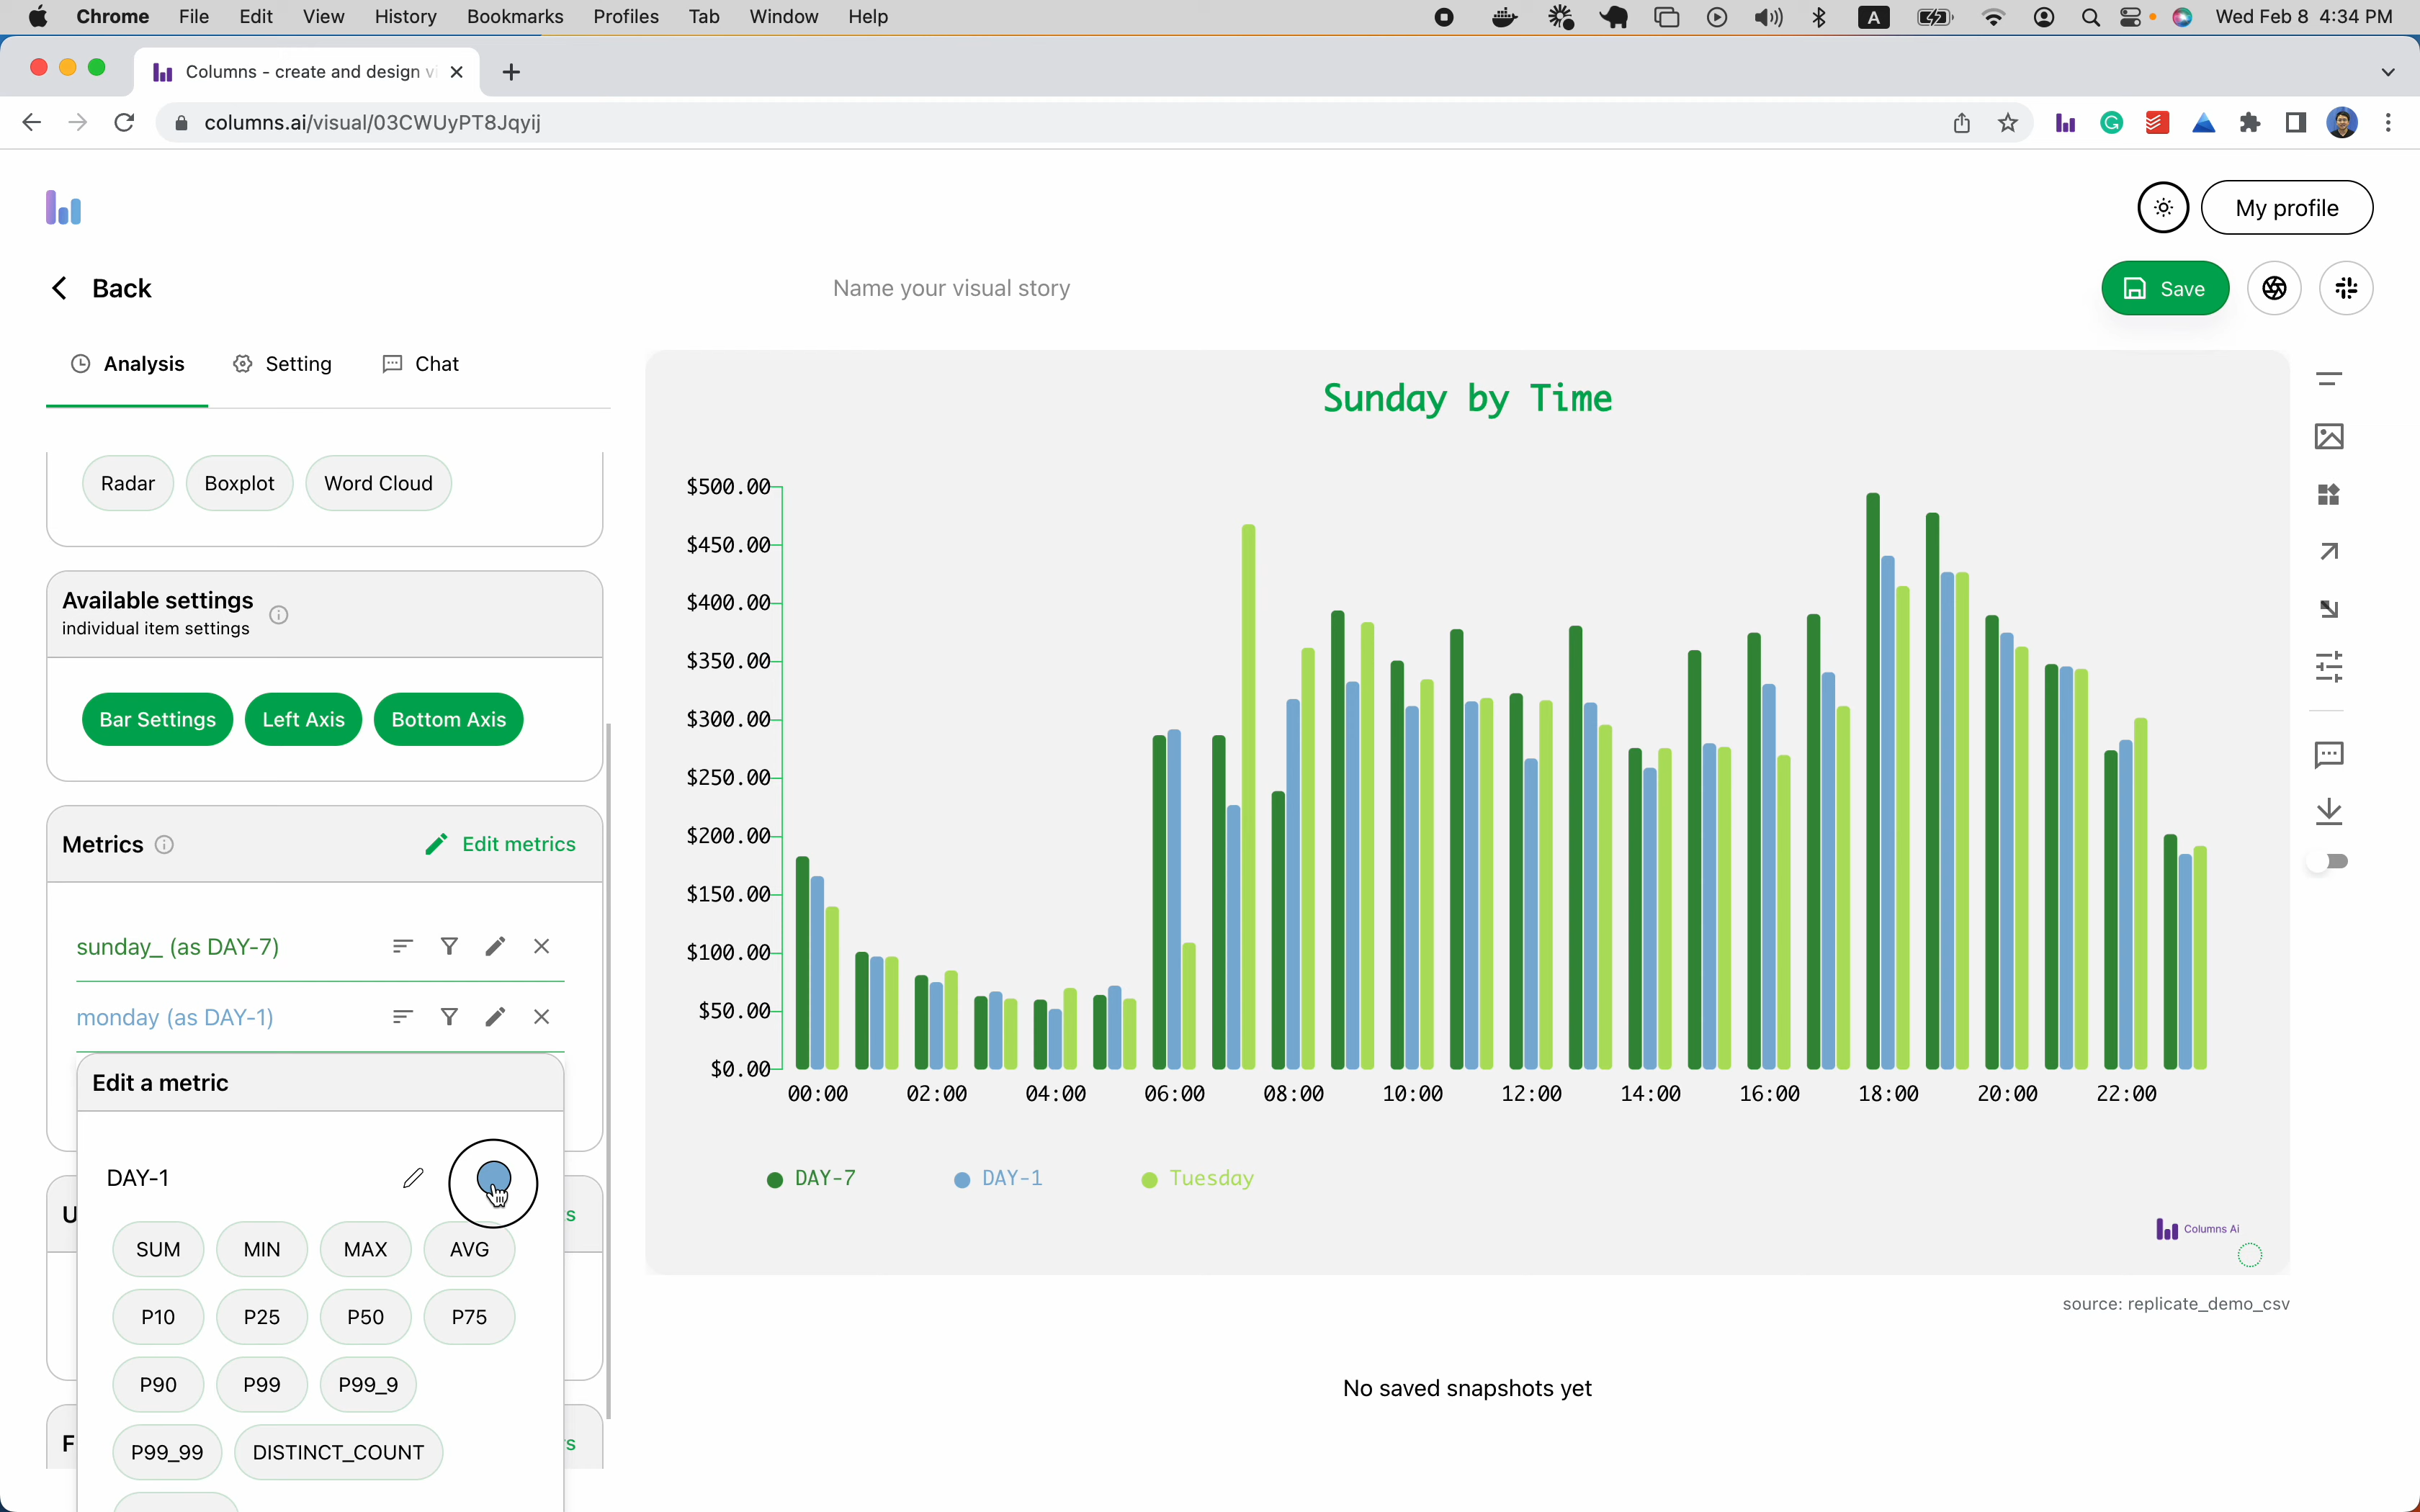 Chrome File Edit View History Bookmarks Profiles Tab Window Help A Wed Feb 8 4:34 PM
Columns - create and design vi
columns.ai/visual/03CWUyPT8Jqyij
My profile
Back
Name your visual story
Save
Analysis Setting Chat
Radar Boxplot Word Cloud
Available settings
individual item settings
Bar Settings Left Axis Bottom Axis
Metrics Edit metrics
sunday_ (as DAY-7)
monday (as DAY-1)
Edit a metric
DAY-1
U s
SUM MIN MAX AVG
P10 P25 P50 P75
P90 P99 P99_9
F s
P99_99 DISTINCT_COUNT
Sunday by Time
$500.00
$450.00
$400.00
$350.00
$300.00
$250.00
$200.00
$150.00
$100.00
$50.00
$0.00
00:00 02:00 04:00 06:00 08:00 10:00 12:00 14:00 16:00 18:00 20:00 22:00
DAY-7 DAY-1 Tuesday
Columns Ai
source: replicate_demo_csv
No saved snapshots yet